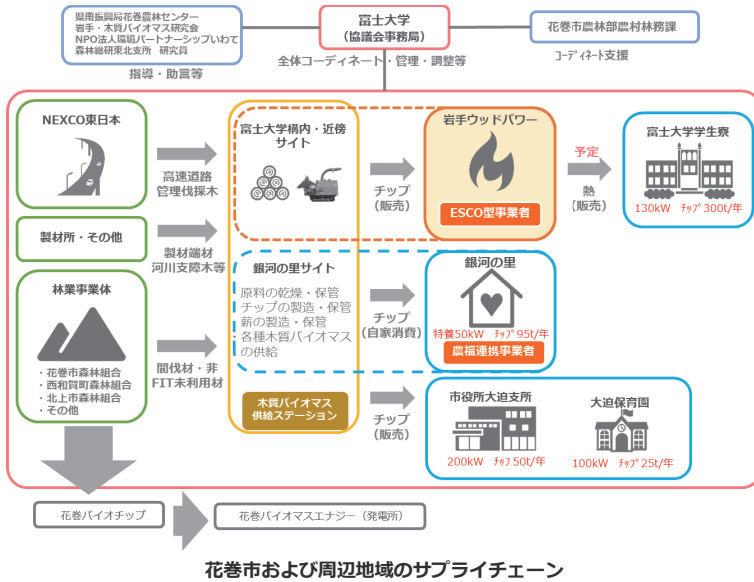 県南振興局花巻農林センター
岩手・木質バイオマス研究会
NPO法人環境パートナーシップいわて
森林総研東北支所 研究員
指導・助言等
富士大学
(協議会事務局)
全体コーディネート・管理・調整等
花巻市農林部農村林務課
ｺｰﾃﾞｨﾈｰﾄ支援
NEXCO東日本
高速道路
管理伐採木
製材所・その他
製材端材
河川支障木等
林業事業体
・花巻市森林組合
・西和賀町森林組合
・北上市森林組合
・その他
間伐材・非
FIT未利用材
富士大学構内・近傍
サイト
チップ
(販売)
岩手ウッドパワー
ESCO型事業者
予定
熱
(販売)
富士大学学生寮
130kW ﾁｯﾌﾟ300t/年
銀河の里サイト
原料の乾燥・保管
チップの製造・保管
薪の製造・保管
各種木質バイオマス
の供給
チップ
(自家消費)
銀河の里
特養50kW ﾁｯﾌﾟ95t/年
農福連携事業者
木質バイオマス
供給ステーション
チップ
(販売)
市役所大迫支所
200kW ﾁｯﾌﾟ50t/年
大迫保育園
100kW ﾁｯﾌﾟ25t/年
花巻バイオチップ
花巻バイオマスエナジー（発電所）
花巻市および周辺地域のサプライチェーン